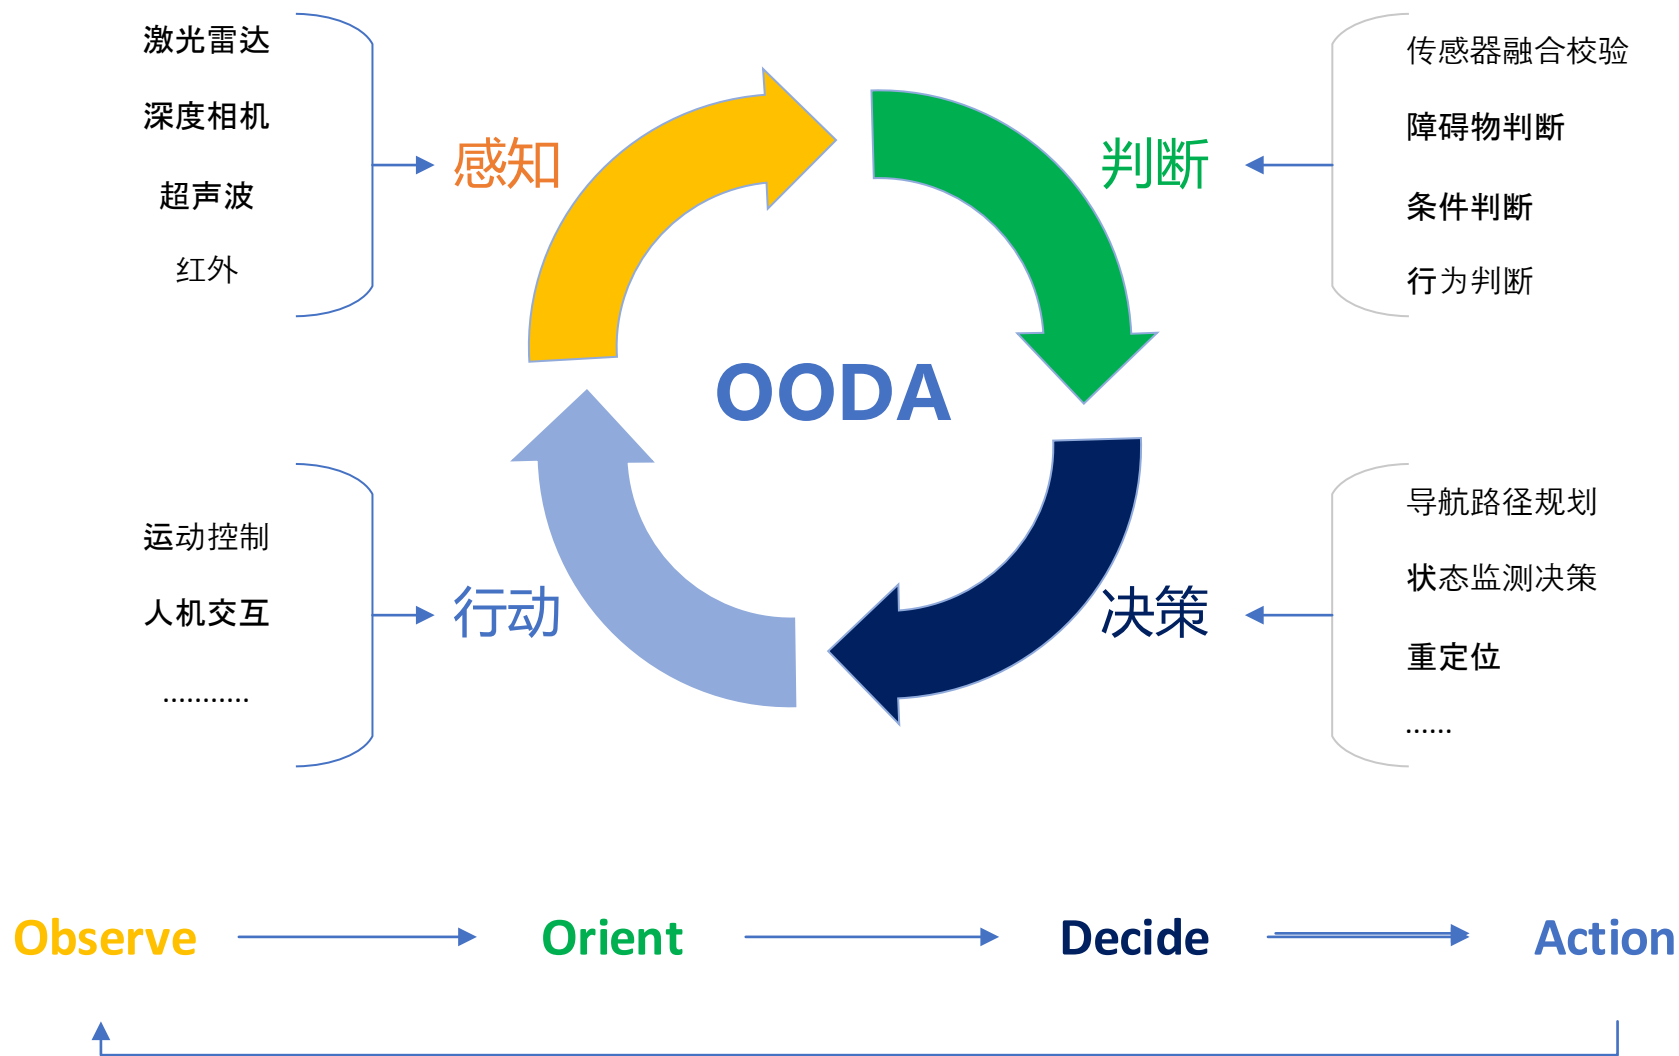 激光雷达
深度相机
超声波
红外
感知
判断
传感器融合校验
障碍物判断
条件判断
行为判断
OODA
运动控制
人机交互
...........
行动
决策
导航路径规划
状态监测决策
重定位
......
Observe
Orient
Decide
Action